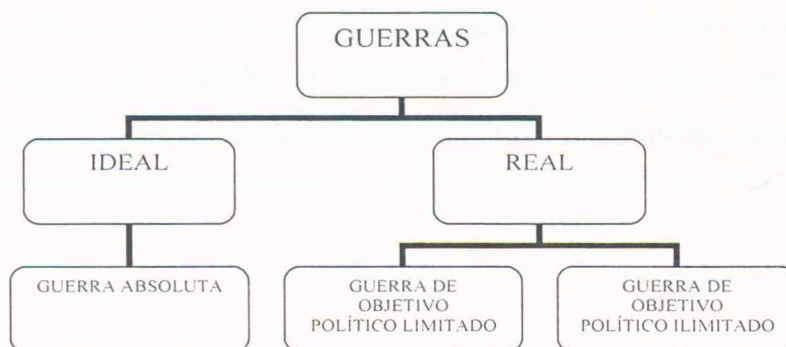 GUERRAS
IDEAL
REAL
GUERRA ABSOLUTA
GUERRA DE
OBJETIVO
POLÍTICO LIMITADO
GUERRA DE
OBJETIVO
POLÍTICO ILIMITADO